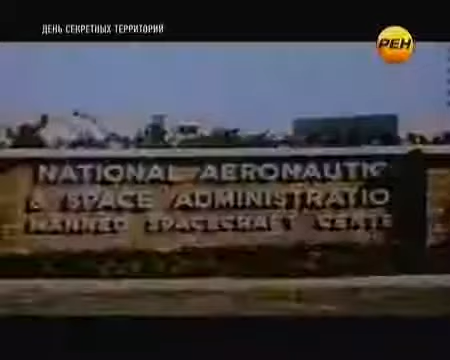 ДЕНЬ СЕКРЕТНЫХ ТЕРРИТОРИЙ
РЕН
NATIONAL AERONAUTIC
& SPACE ADMINISTRATIO
MANNED SPACECRAFT CENTE